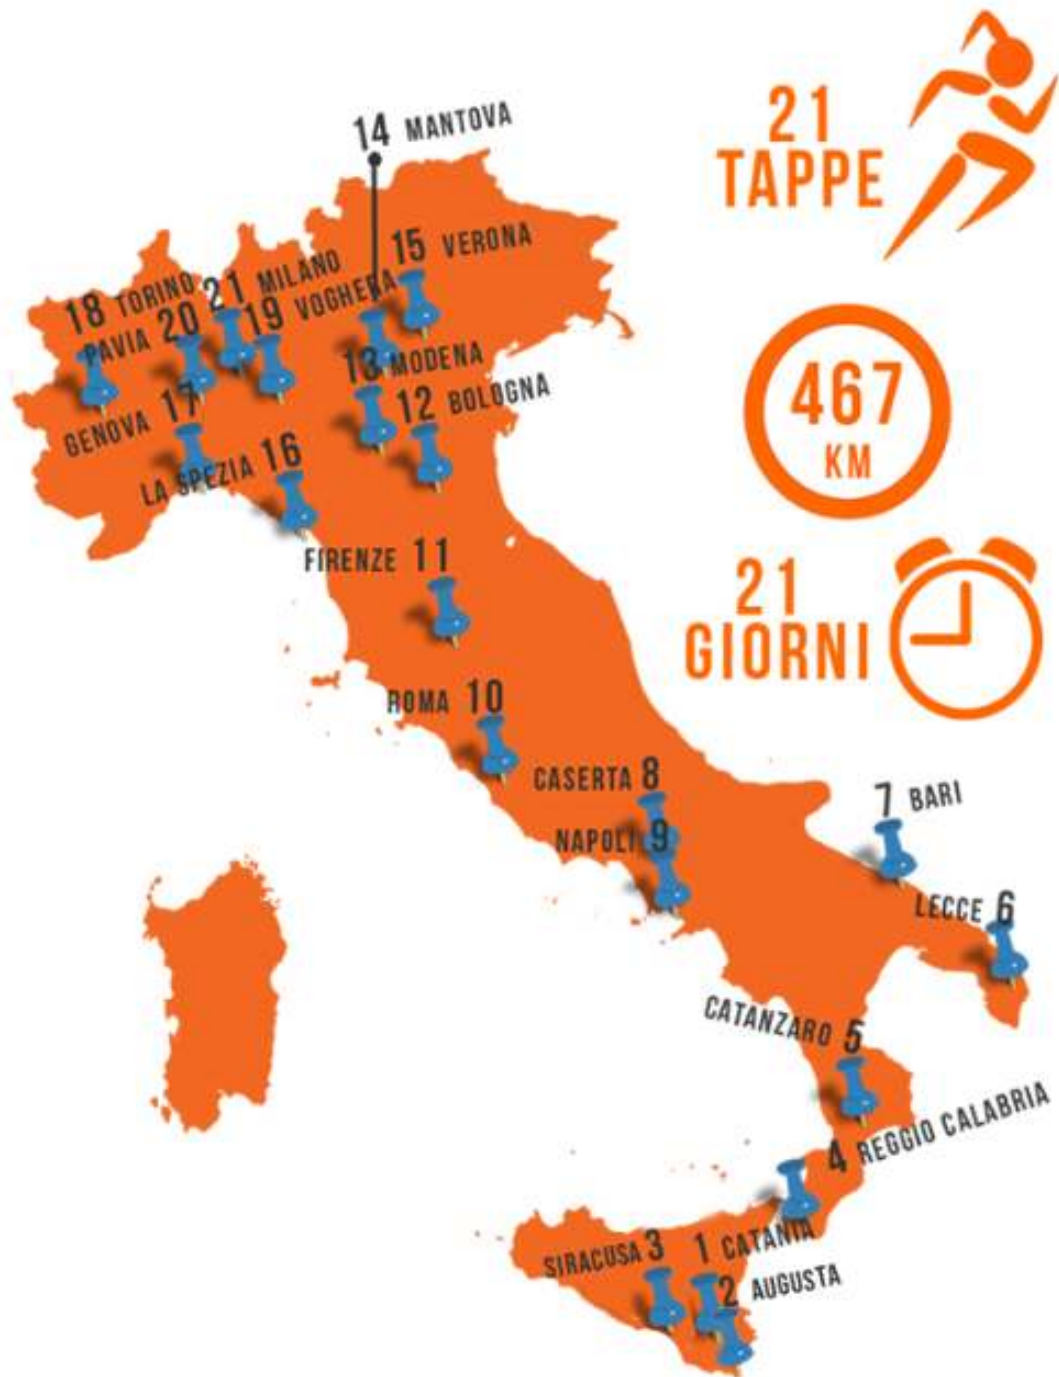 14 MANTOVA
21
TAPPE
15 VERONA
18 TORINO
21 MILANO
PAVIA 20
19 VOGHERA
13 MODENA
12 BOLOGNA
467
KM
GENOVA 17
LA SPEZIA 16
FIRENZE 11
21
GIORNI
ROMA 10
CASERTA 8
7 BARI
NAPOLI 9
LECCE 6
CATANZARO 5
4 REGGIO CALABRIA
SIRACUSA 3
1 CATANIA
2 AUGUSTA